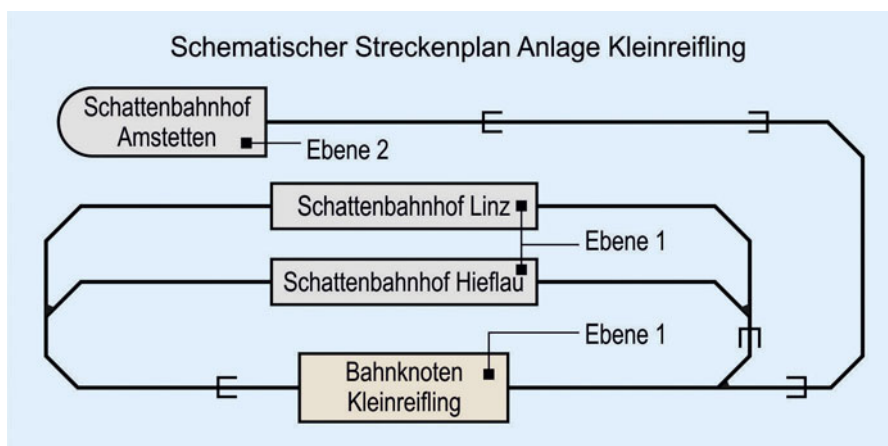 Schematischer Streckenplan Anlage Kleinreifling
Schattenbahnhof
Amstetten
Ebene 2
Schattenbahnhof Linz
Ebene 1
Schattenbahnhof Hieflau
Ebene 1
Bahnknoten
Kleinreifling